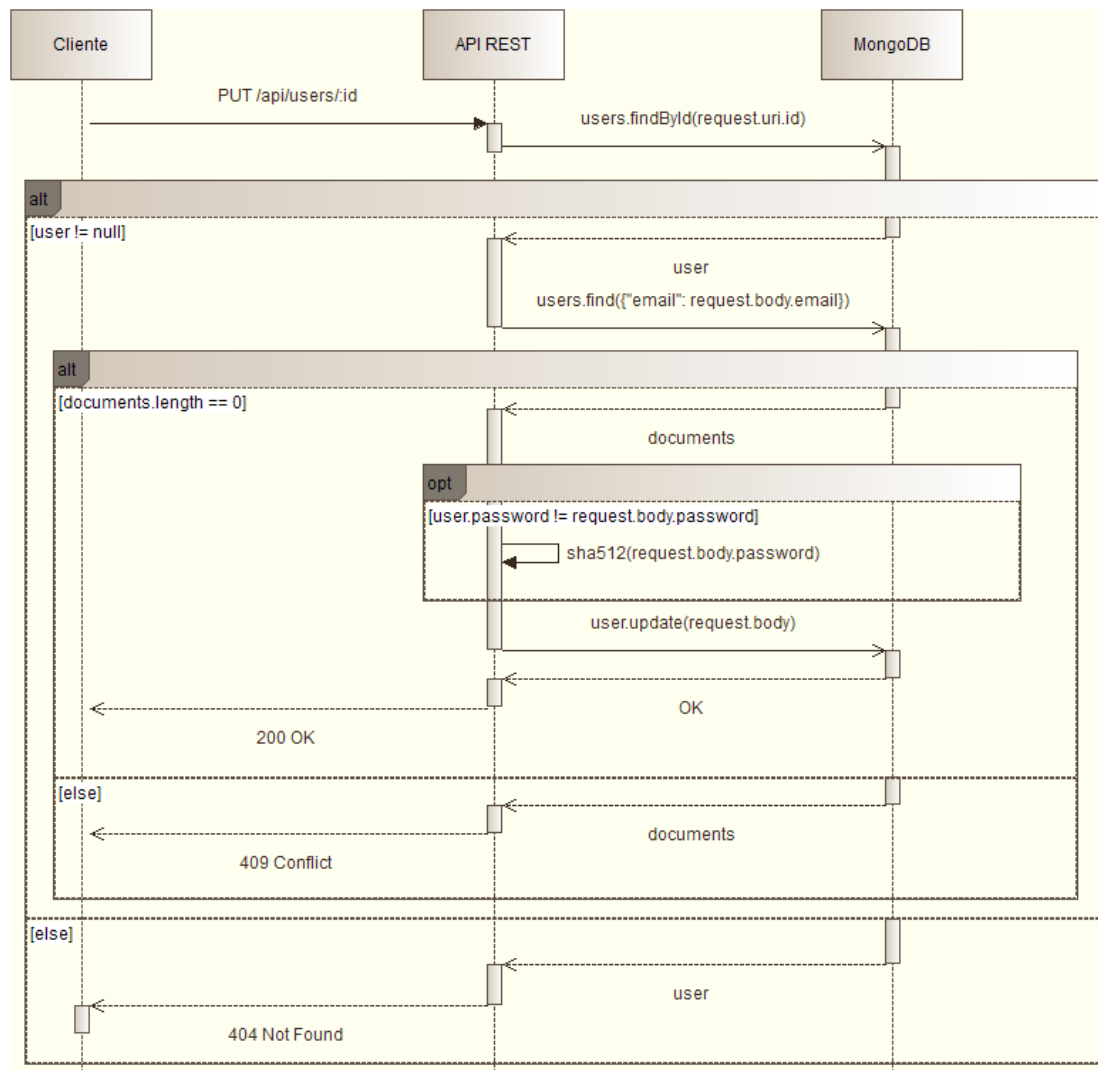 Cliente
API REST
MongoDB
PUT /api/users/:id
users.findById(request.uri.id)
alt
[user != null]
user
users.find({"email": request.body.email})
alt
[documents.length == 0]
documents
opt
[user.password != request.body.password]
sha512(request.body.password)
user.update(request.body)
OK
200 OK
[else]
documents
409 Conflict
[else]
user
404 Not Found